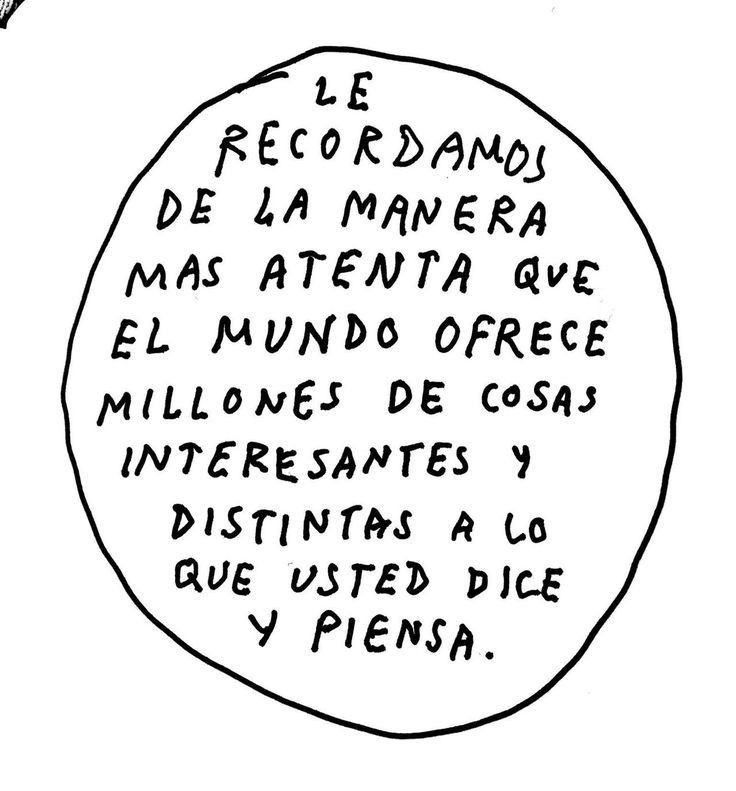 LE
RECORDAMOS
DE LA MANERA
MAS ATENTA QUE
EL MUNDO OFRECE
MILLONES DE COSAS
INTERESANTES Y
DISTINTAS A LO
QUE USTED DICE
Y PIENSA.